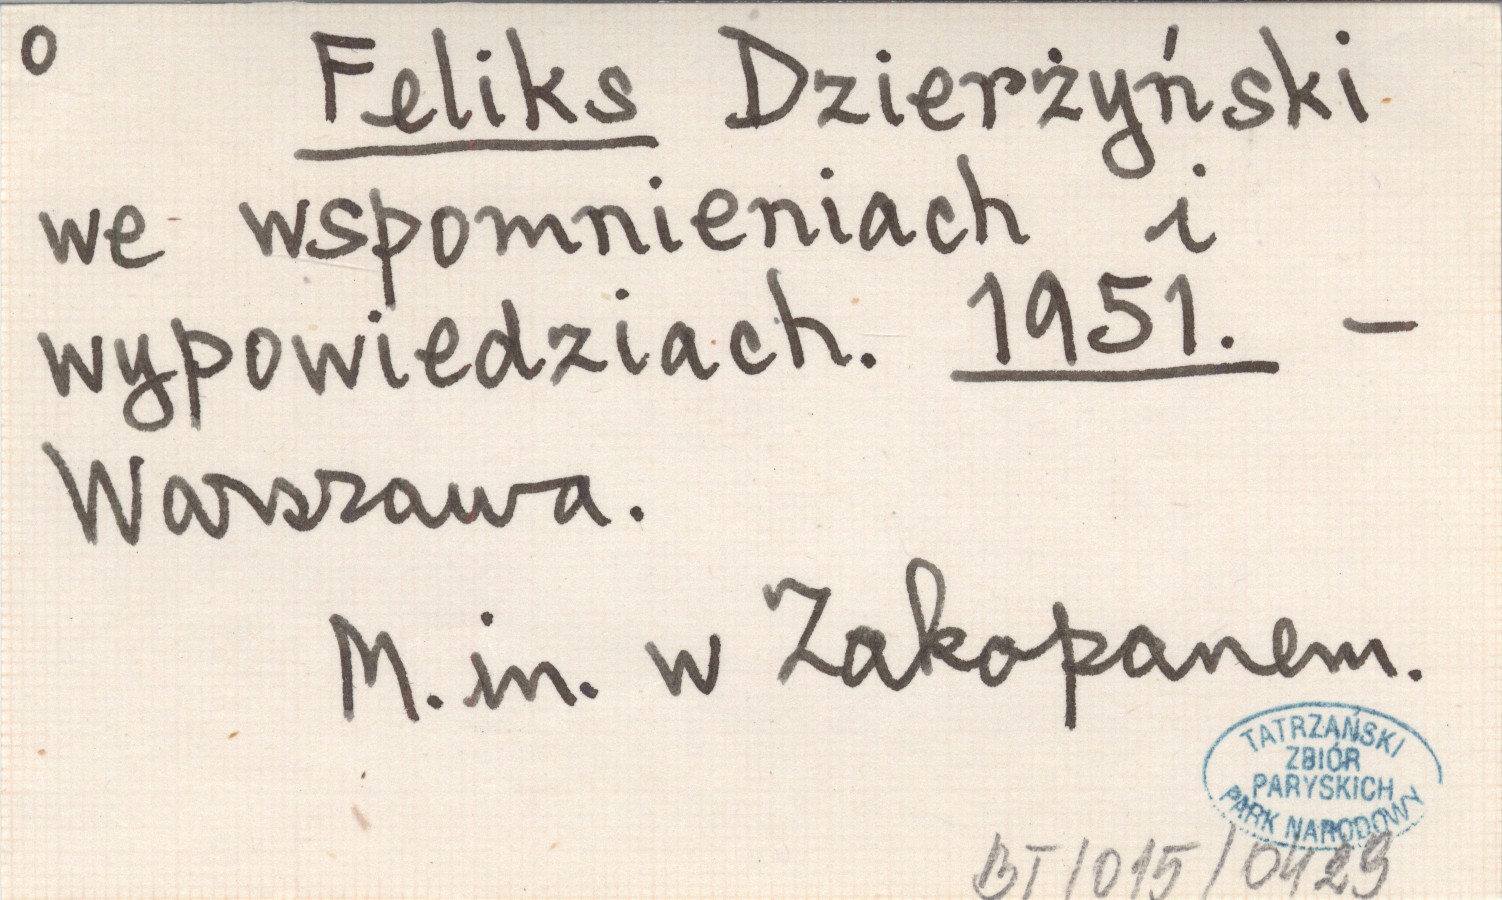 o Feliks Dzierżyński
we wspomnieniach i
wypowiedziach. 1951. –
Warszawa.
M. in. w Zakopanem.
TATRZAŃSKI
ZBIÓR
PARYSKICH
PARK NARODOWY
BT/015/0429